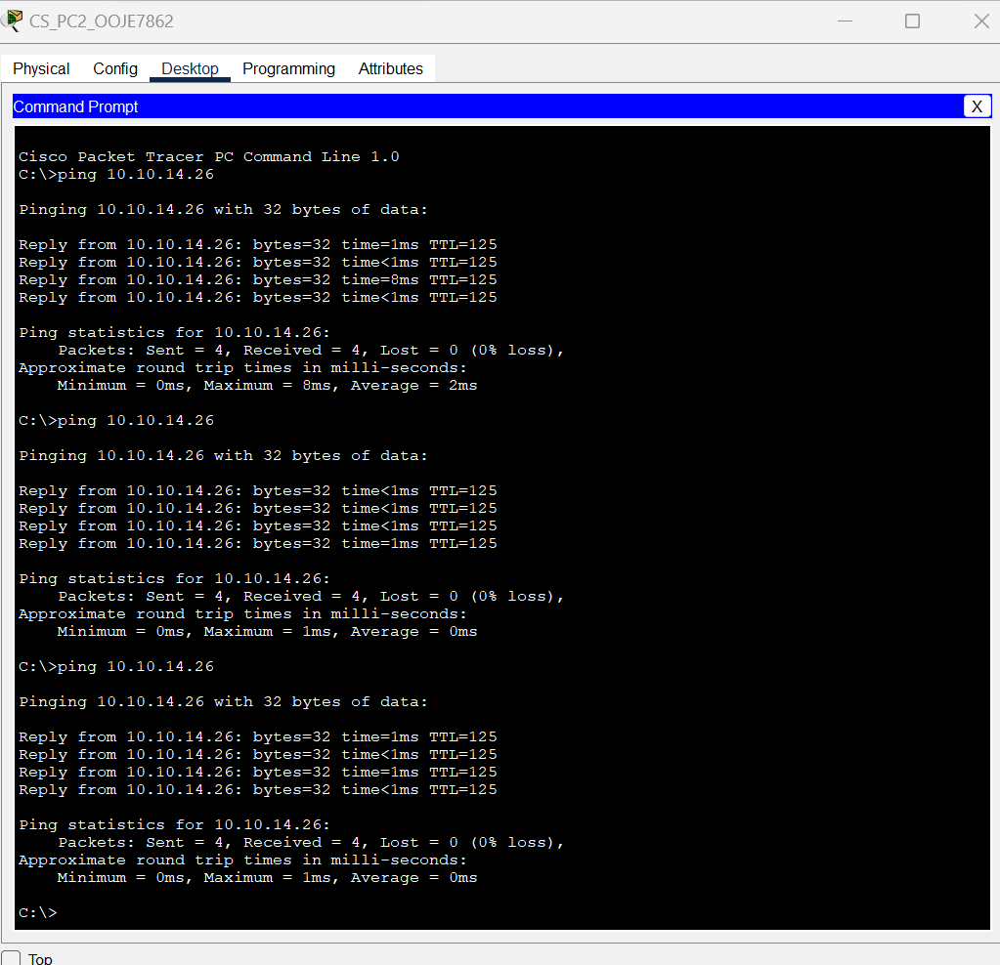 CS_PC2_OOJE7862
Physical Config Desktop Programming Attributes
Command Prompt X
Cisco Packet Tracer PC Command Line 1.0
C:\>ping 10.10.14.26
Pinging 10.10.14.26 with 32 bytes of data:
Reply from 10.10.14.26: bytes=32 time=1ms TTL=125
Reply from 10.10.14.26: bytes=32 time<1ms TTL=125
Reply from 10.10.14.26: bytes=32 time=8ms TTL=125
Reply from 10.10.14.26: bytes=32 time<1ms TTL=125
Ping statistics for 10.10.14.26:
Packets: Sent = 4, Received = 4, Lost = 0 (0% loss),
Approximate round trip times in milli-seconds:
Minimum = 0ms, Maximum = 8ms, Average = 2ms
C:\>ping 10.10.14.26
Pinging 10.10.14.26 with 32 bytes of data:
Reply from 10.10.14.26: bytes=32 time<1ms TTL=125
Reply from 10.10.14.26: bytes=32 time<1ms TTL=125
Reply from 10.10.14.26: bytes=32 time<1ms TTL=125
Reply from 10.10.14.26: bytes=32 time=1ms TTL=125
Ping statistics for 10.10.14.26:
Packets: Sent = 4, Received = 4, Lost = 0 (0% loss),
Approximate round trip times in milli-seconds:
Minimum = 0ms, Maximum = 1ms, Average = 0ms
C:\>ping 10.10.14.26
Pinging 10.10.14.26 with 32 bytes of data:
Reply from 10.10.14.26: bytes=32 time=1ms TTL=125
Reply from 10.10.14.26: bytes=32 time<1ms TTL=125
Reply from 10.10.14.26: bytes=32 time=1ms TTL=125
Reply from 10.10.14.26: bytes=32 time<1ms TTL=125
Ping statistics for 10.10.14.26:
Packets: Sent = 4, Received = 4, Lost = 0 (0% loss),
Approximate round trip times in milli-seconds:
Minimum = 0ms, Maximum = 1ms, Average = 0ms
C:\>
Top